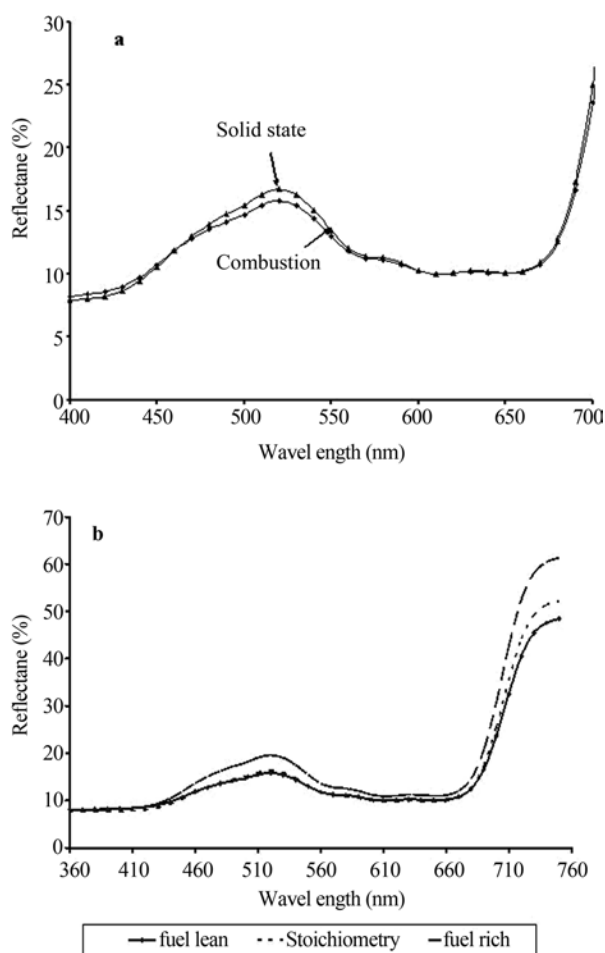 a
30
25
20
15
10
5
0
Reflectane (%)
Solid state
Combustion
400 450 500 550 600 650 700
Wavel ength (nm)
b
70
60
50
40
30
20
10
0
Reflectane (%)
360 410 460 510 560 610 660 710 760
Wavel ength (nm)
fuel lean Stoichiometry fuel rich